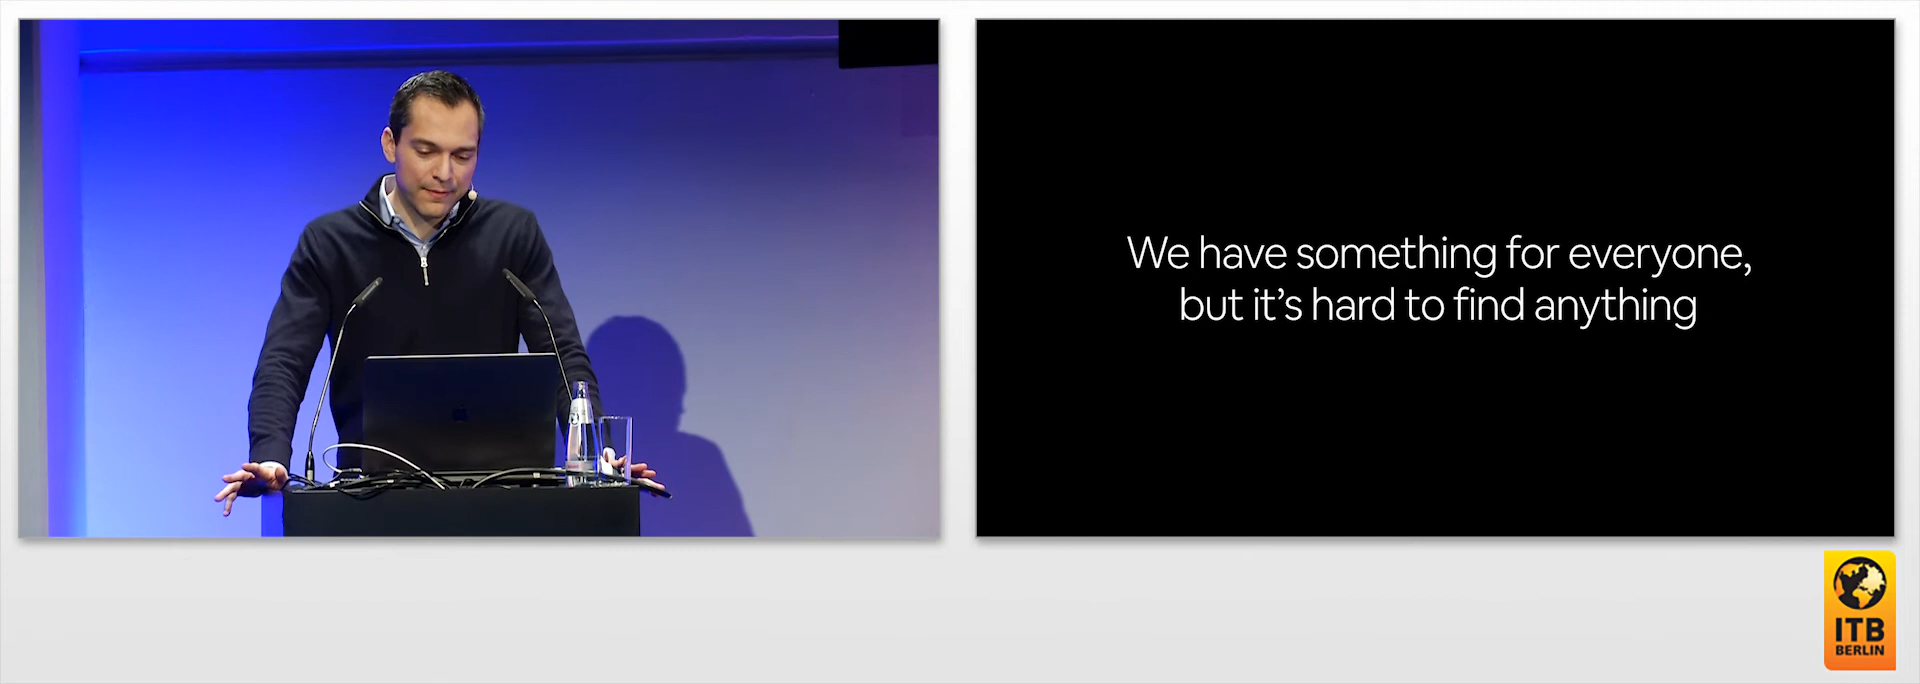 We have something for everyone,
but it's hard to find anything
ITB
BERLIN